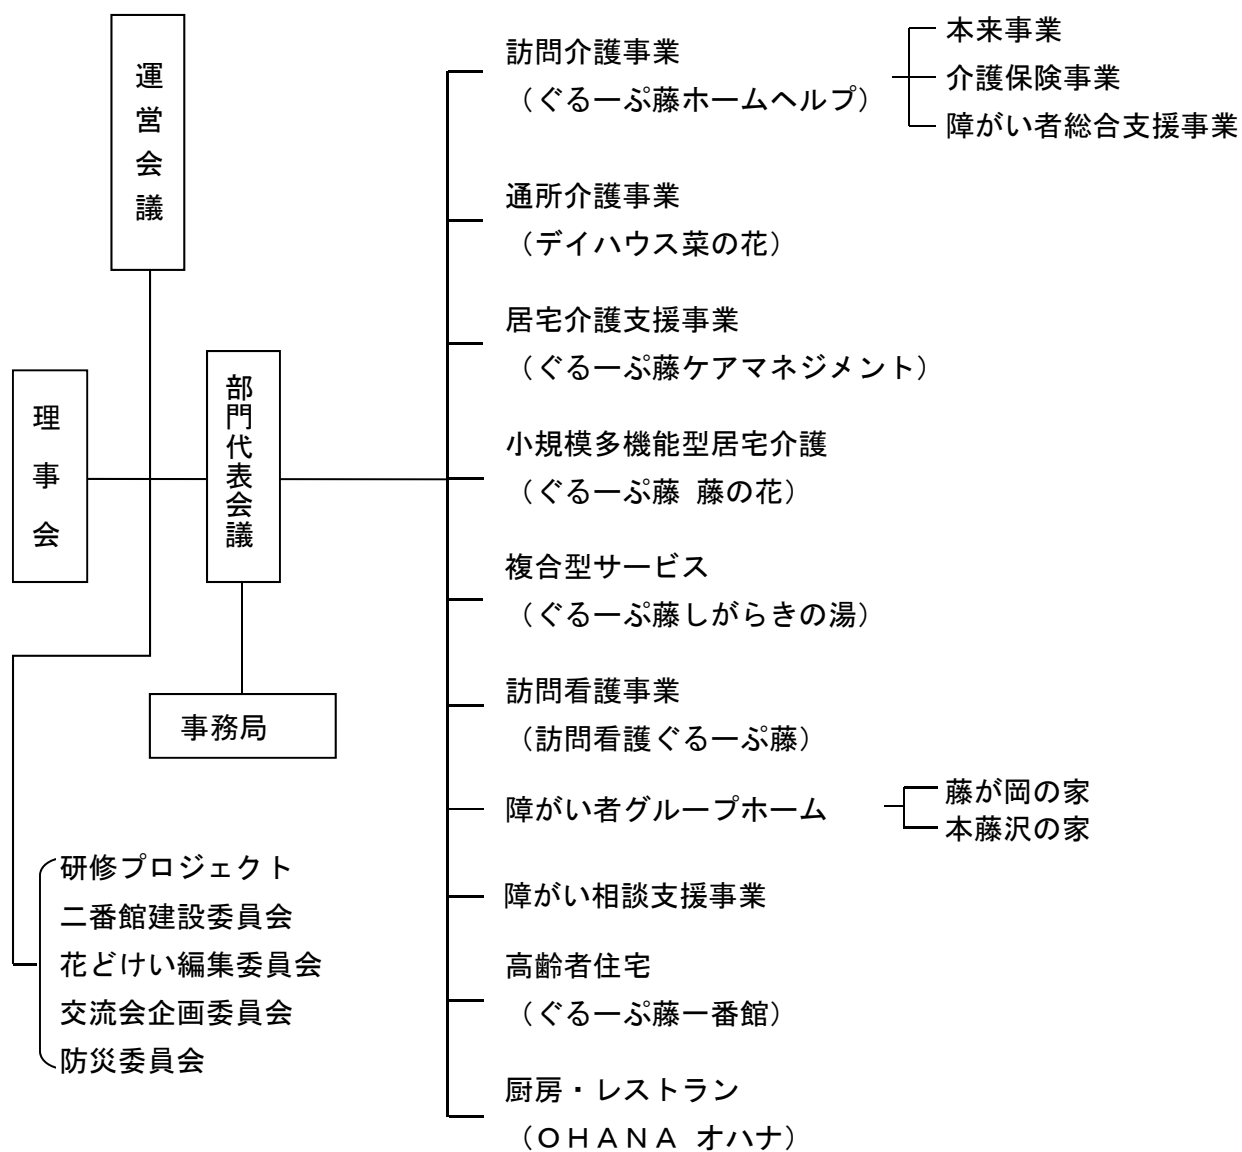 運営会議
理事会
部門代表会議
事務局
研修プロジェクト
二番館建設委員会
花どけい編集委員会
交流会企画委員会
防災委員会
訪問介護事業
（ぐるーぷ藤ホームヘルプ）
本来事業
介護保険事業
障がい者総合支援事業
通所介護事業
（デイハウス菜の花）
居宅介護支援事業
（ぐるーぷ藤ケアマネジメント）
小規模多機能型居宅介護
（ぐるーぷ藤 藤の花）
複合型サービス
（ぐるーぷ藤しがらきの湯）
訪問看護事業
（訪問看護ぐるーぷ藤）
障がい者グループホーム
藤が岡の家
本藤沢の家
障がい相談支援事業
高齢者住宅
（ぐるーぷ藤一番館）
厨房・レストラン
（ＯＨＡＮＡ オハナ）